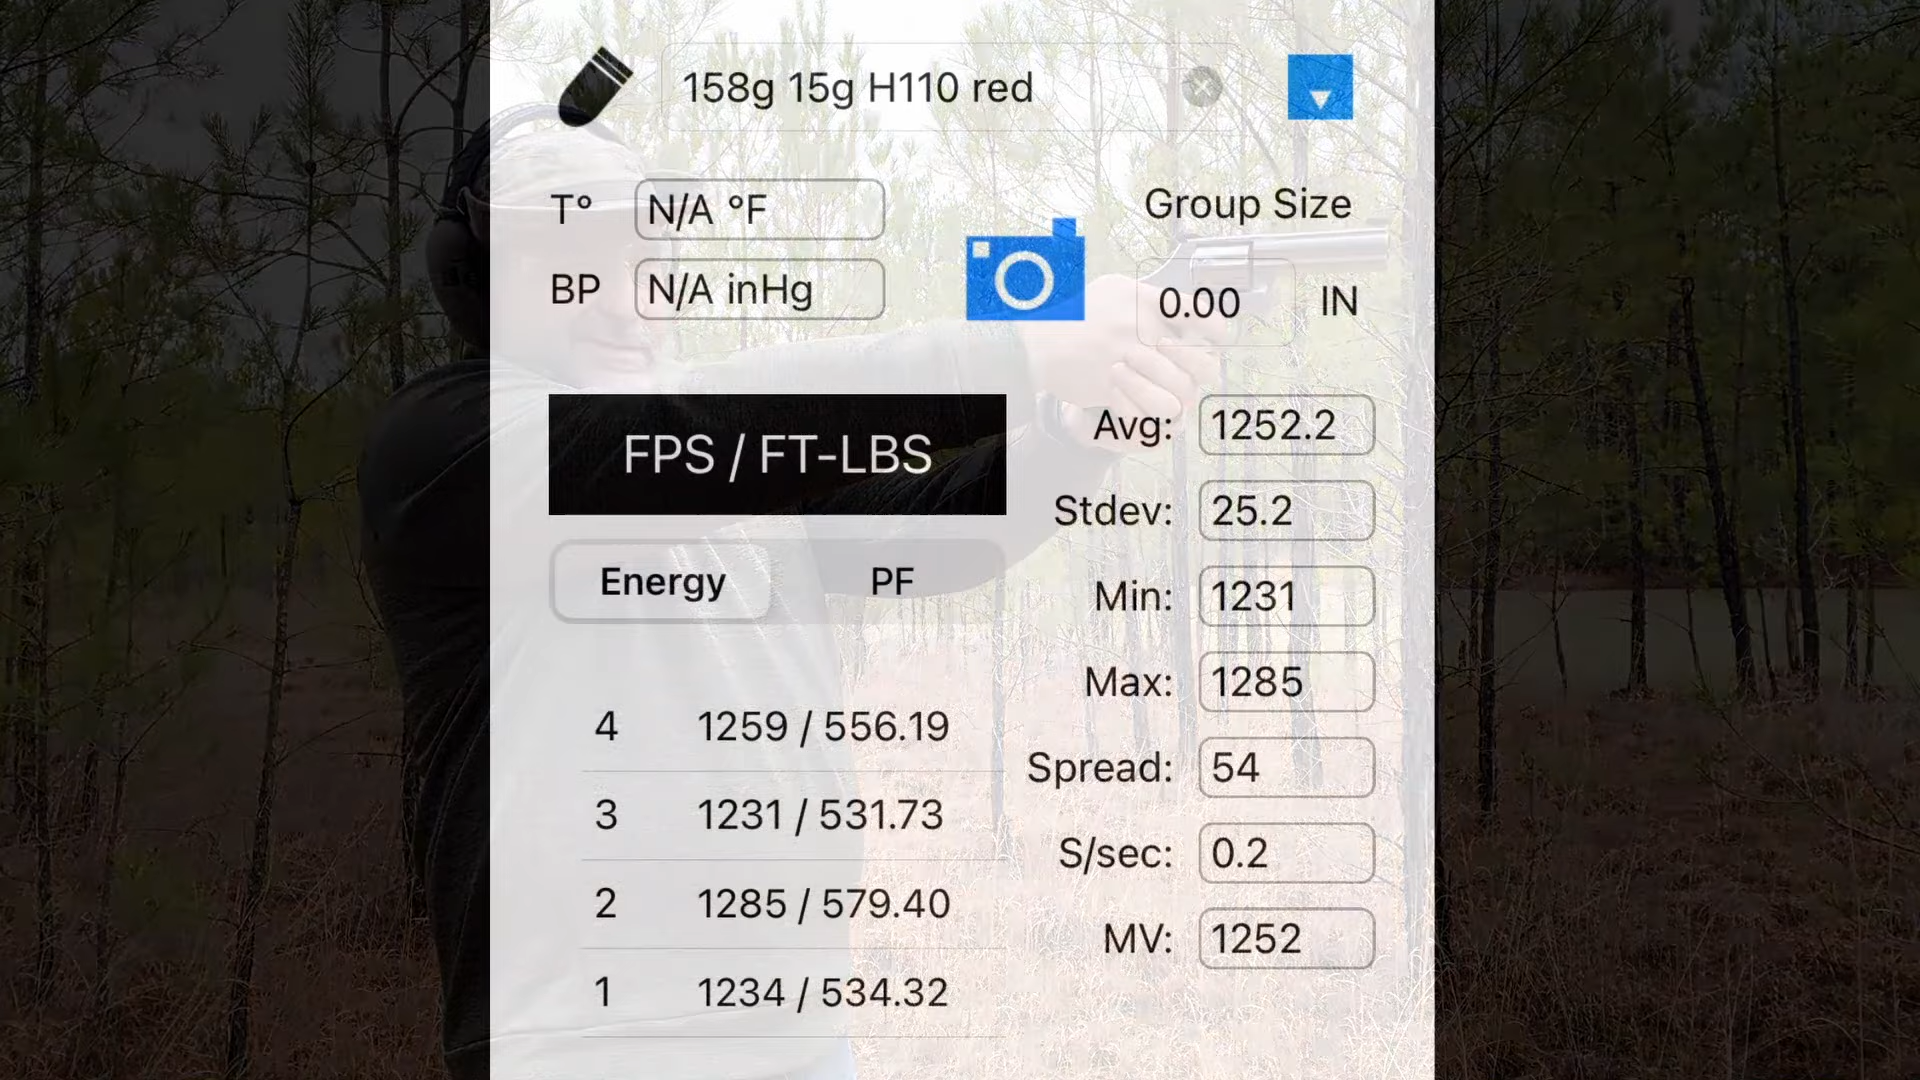 158g 15g H110 red
T° N/A °F
BP N/A inHg
Group Size
0.00 IN
FPS / FT-LBS
Energy PF
4 1259 / 556.19
3 1231 / 531.73
2 1285 / 579.40
1 1234 / 534.32
Avg: 1252.2
Stdev: 25.2
Min: 1231
Max: 1285
Spread: 54
S/sec: 0.2
MV: 1252